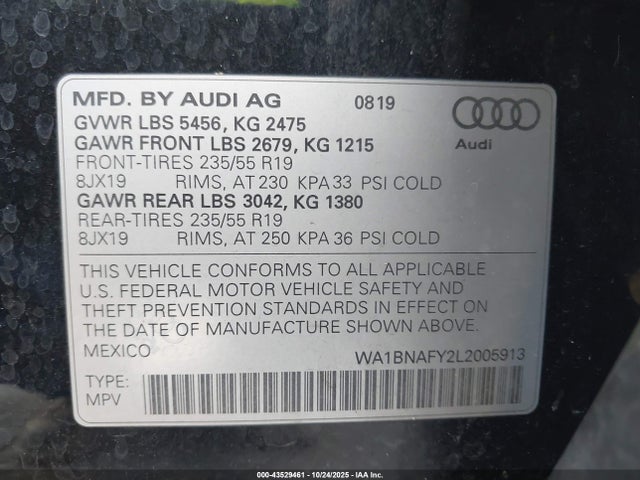 MFD. BY AUDI AG 0819
GVWR LBS 5456, KG 2475
GAWR FRONT LBS 2679, KG 1215
Audi
FRONT-TIRES 235/55 R19
8JX19 RIMS, AT 230 KPA 33 PSI COLD
GAWR REAR LBS 3042, KG 1380
REAR-TIRES 235/55 R19
8JX19 RIMS, AT 250 KPA 36 PSI COLD
THIS VEHICLE CONFORMS TO ALL APPLICABLE
U.S. FEDERAL MOTOR VEHICLE SAFETY AND
THEFT PREVENTION STANDARDS IN EFFECT ON
THE DATE OF MANUFACTURE SHOWN ABOVE.
MEXICO WA1BNAFY2L2005913
TYPE:
MPV
000-43529461 - 10/24/2025 - IAA Inc.